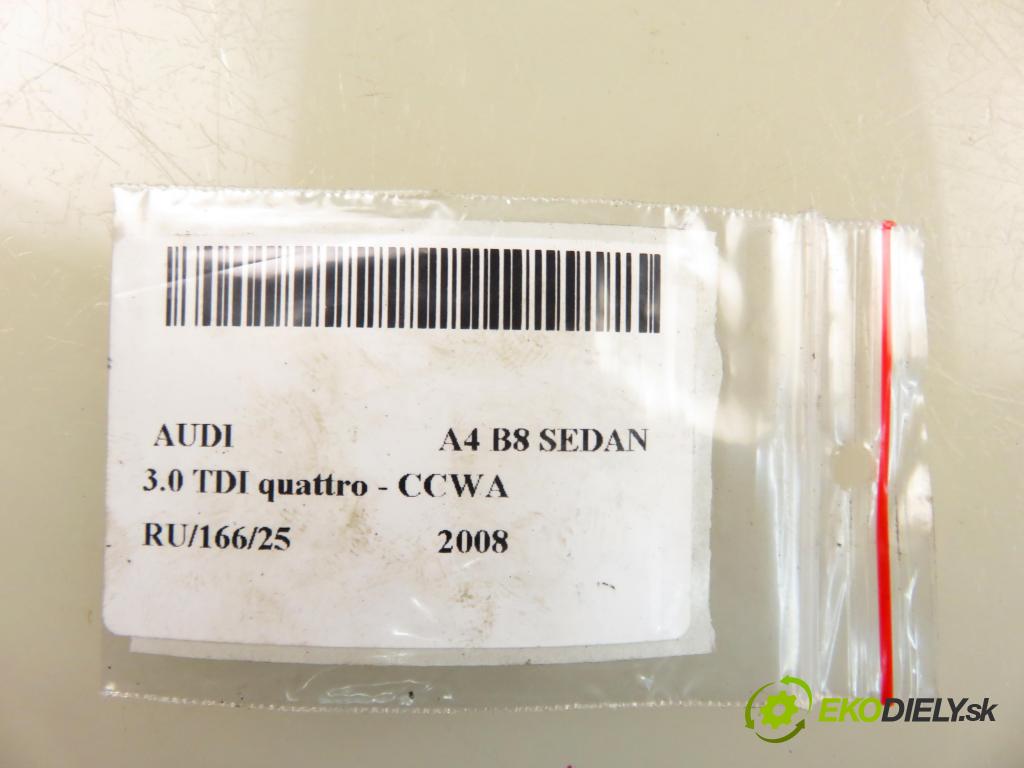 AUDI A4 B8 SEDAN
3.0 TDI quattro - CCWA
RU/166/25 2008
EKODIELY.sk